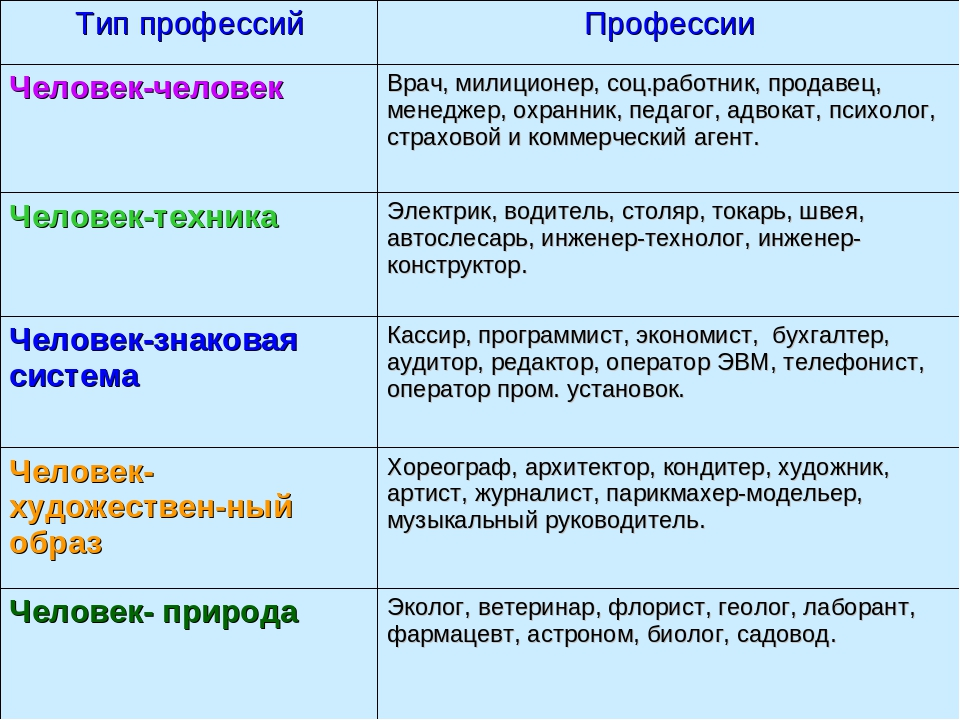 Тип профессий
Профессии
Человек-человек
Врач, милиционер, соц.работник, продавец,
менеджер, охранник, педагог, адвокат, психолог,
страховой и коммерческий агент.
Человек-техника
Электрик, водитель, столяр, токарь, швея,
автослесарь, инженер-технолог, инженер-
конструктор.
Человек-знаковая
система
Кассир, программист, экономист,  бухгалтер,
аудитор, редактор, оператор ЭВМ, телефонист,
оператор пром. установок.
Человек-
художествен-ный
образ
Хореограф, архитектор, кондитер, художник,
артист, журналист, парикмахер-модельер,
музыкальный руководитель.
Человек- природа
Эколог, ветеринар, флорист, геолог, лаборант,
фармацевт, астроном, биолог, садовод.